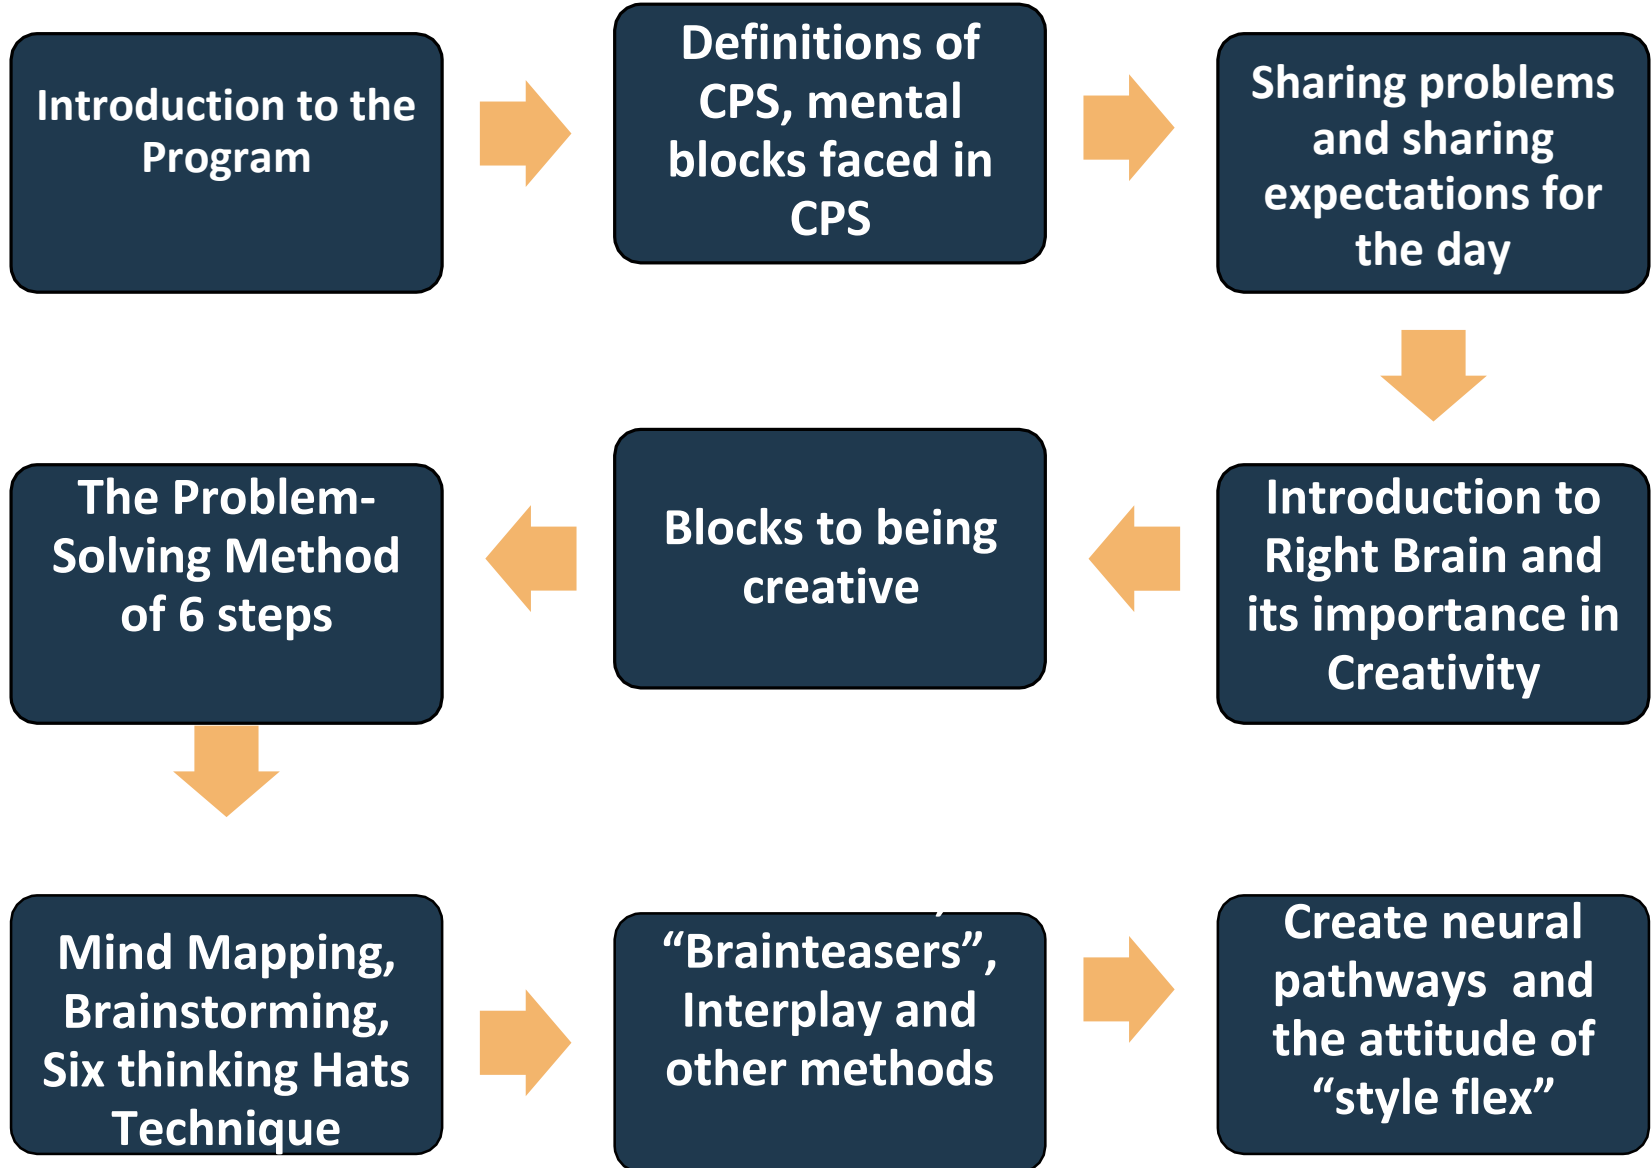 Introduction to the
Program
Definitions of
CPS, mental
blocks faced in
CPS
Sharing problems
and sharing
expectations for
the day
Introduction to
Right Brain and
its importance in
Creativity
Blocks to being
creative
The Problem-
Solving Method
of 6 steps
Mind Mapping,
Brainstorming,
Six thinking Hats
Technique
“Brainteasers”,
Interplay and
other methods
Create neural
pathways  and
the attitude of
“style flex”